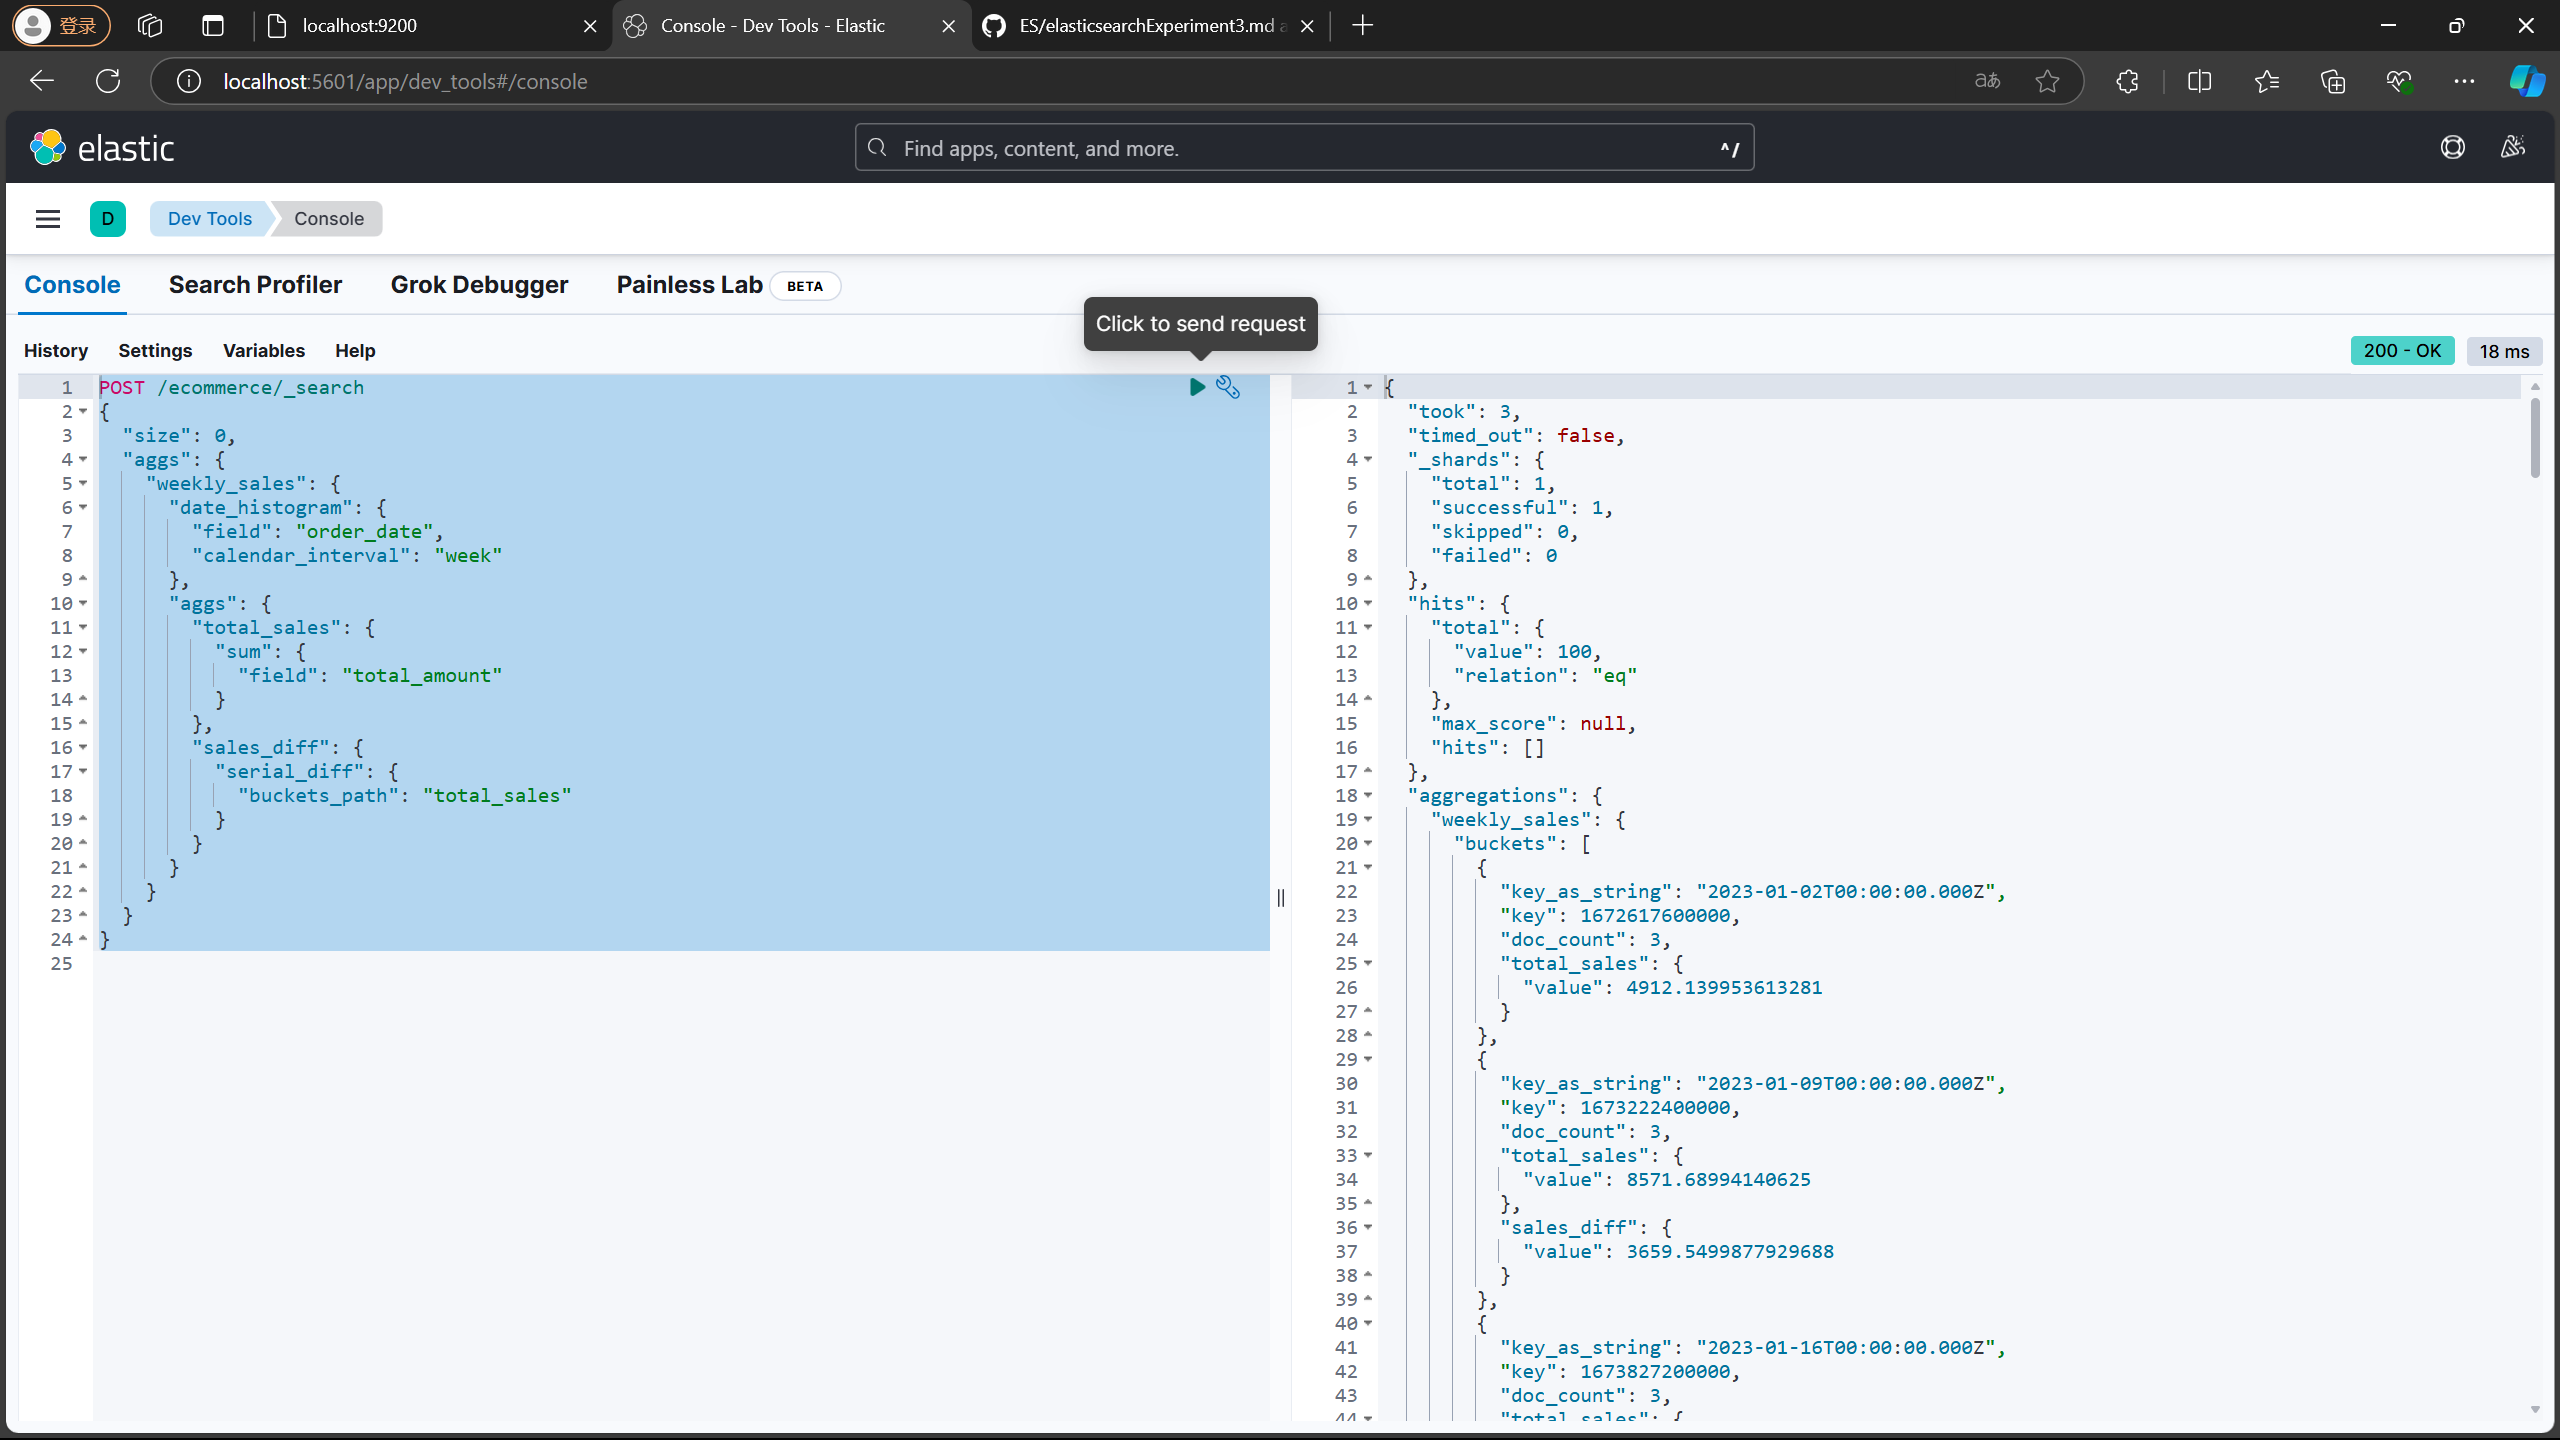 登录
localhost:9200
Console - Dev Tools - Elastic
ES/elasticsearchExperiment3.md a
localhost:5601/app/dev_tools#/console
aあ
elastic
Find apps, content, and more.
^/
D
Dev Tools
Console
Console
Search Profiler
Grok Debugger
Painless Lab
BETA
Click to send request
History
Settings
Variables
Help
200 - OK
18 ms
1 POST /ecommerce/_search
2 {
3 "size": 0,
4 "aggs": {
5 "weekly_sales": {
6 "date_histogram": {
7 "field": "order_date",
8 "calendar_interval": "week"
9 },
10 "aggs": {
11 "total_sales": {
12 "sum": {
13 "field": "total_amount"
14 }
15 },
16 "sales_diff": {
17 "serial_diff": {
18 "buckets_path": "total_sales"
19 }
20 }
21 }
22 }
23 }
24 }
25
1 {
2 "took": 3,
3 "timed_out": false,
4 "_shards": {
5 "total": 1,
6 "successful": 1,
7 "skipped": 0,
8 "failed": 0
9 },
10 "hits": {
11 "total": {
12 "value": 100,
13 "relation": "eq"
14 },
15 "max_score": null,
16 "hits": []
17 },
18 "aggregations": {
19 "weekly_sales": {
20 "buckets": [
21 {
22 "key_as_string": "2023-01-02T00:00:00.000Z",
23 "key": 1672617600000,
24 "doc_count": 3,
25 "total_sales": {
26 "value": 4912.139953613281
27 }
28 },
29 {
30 "key_as_string": "2023-01-09T00:00:00.000Z",
31 "key": 1673222400000,
32 "doc_count": 3,
33 "total_sales": {
34 "value": 8571.68994140625
35 },
36 "sales_diff": {
37 "value": 3659.5499877929688
38 }
39 },
40 {
41 "key_as_string": "2023-01-16T00:00:00.000Z",
42 "key": 1673827200000,
43 "doc_count": 3,
44 "total_sales": {